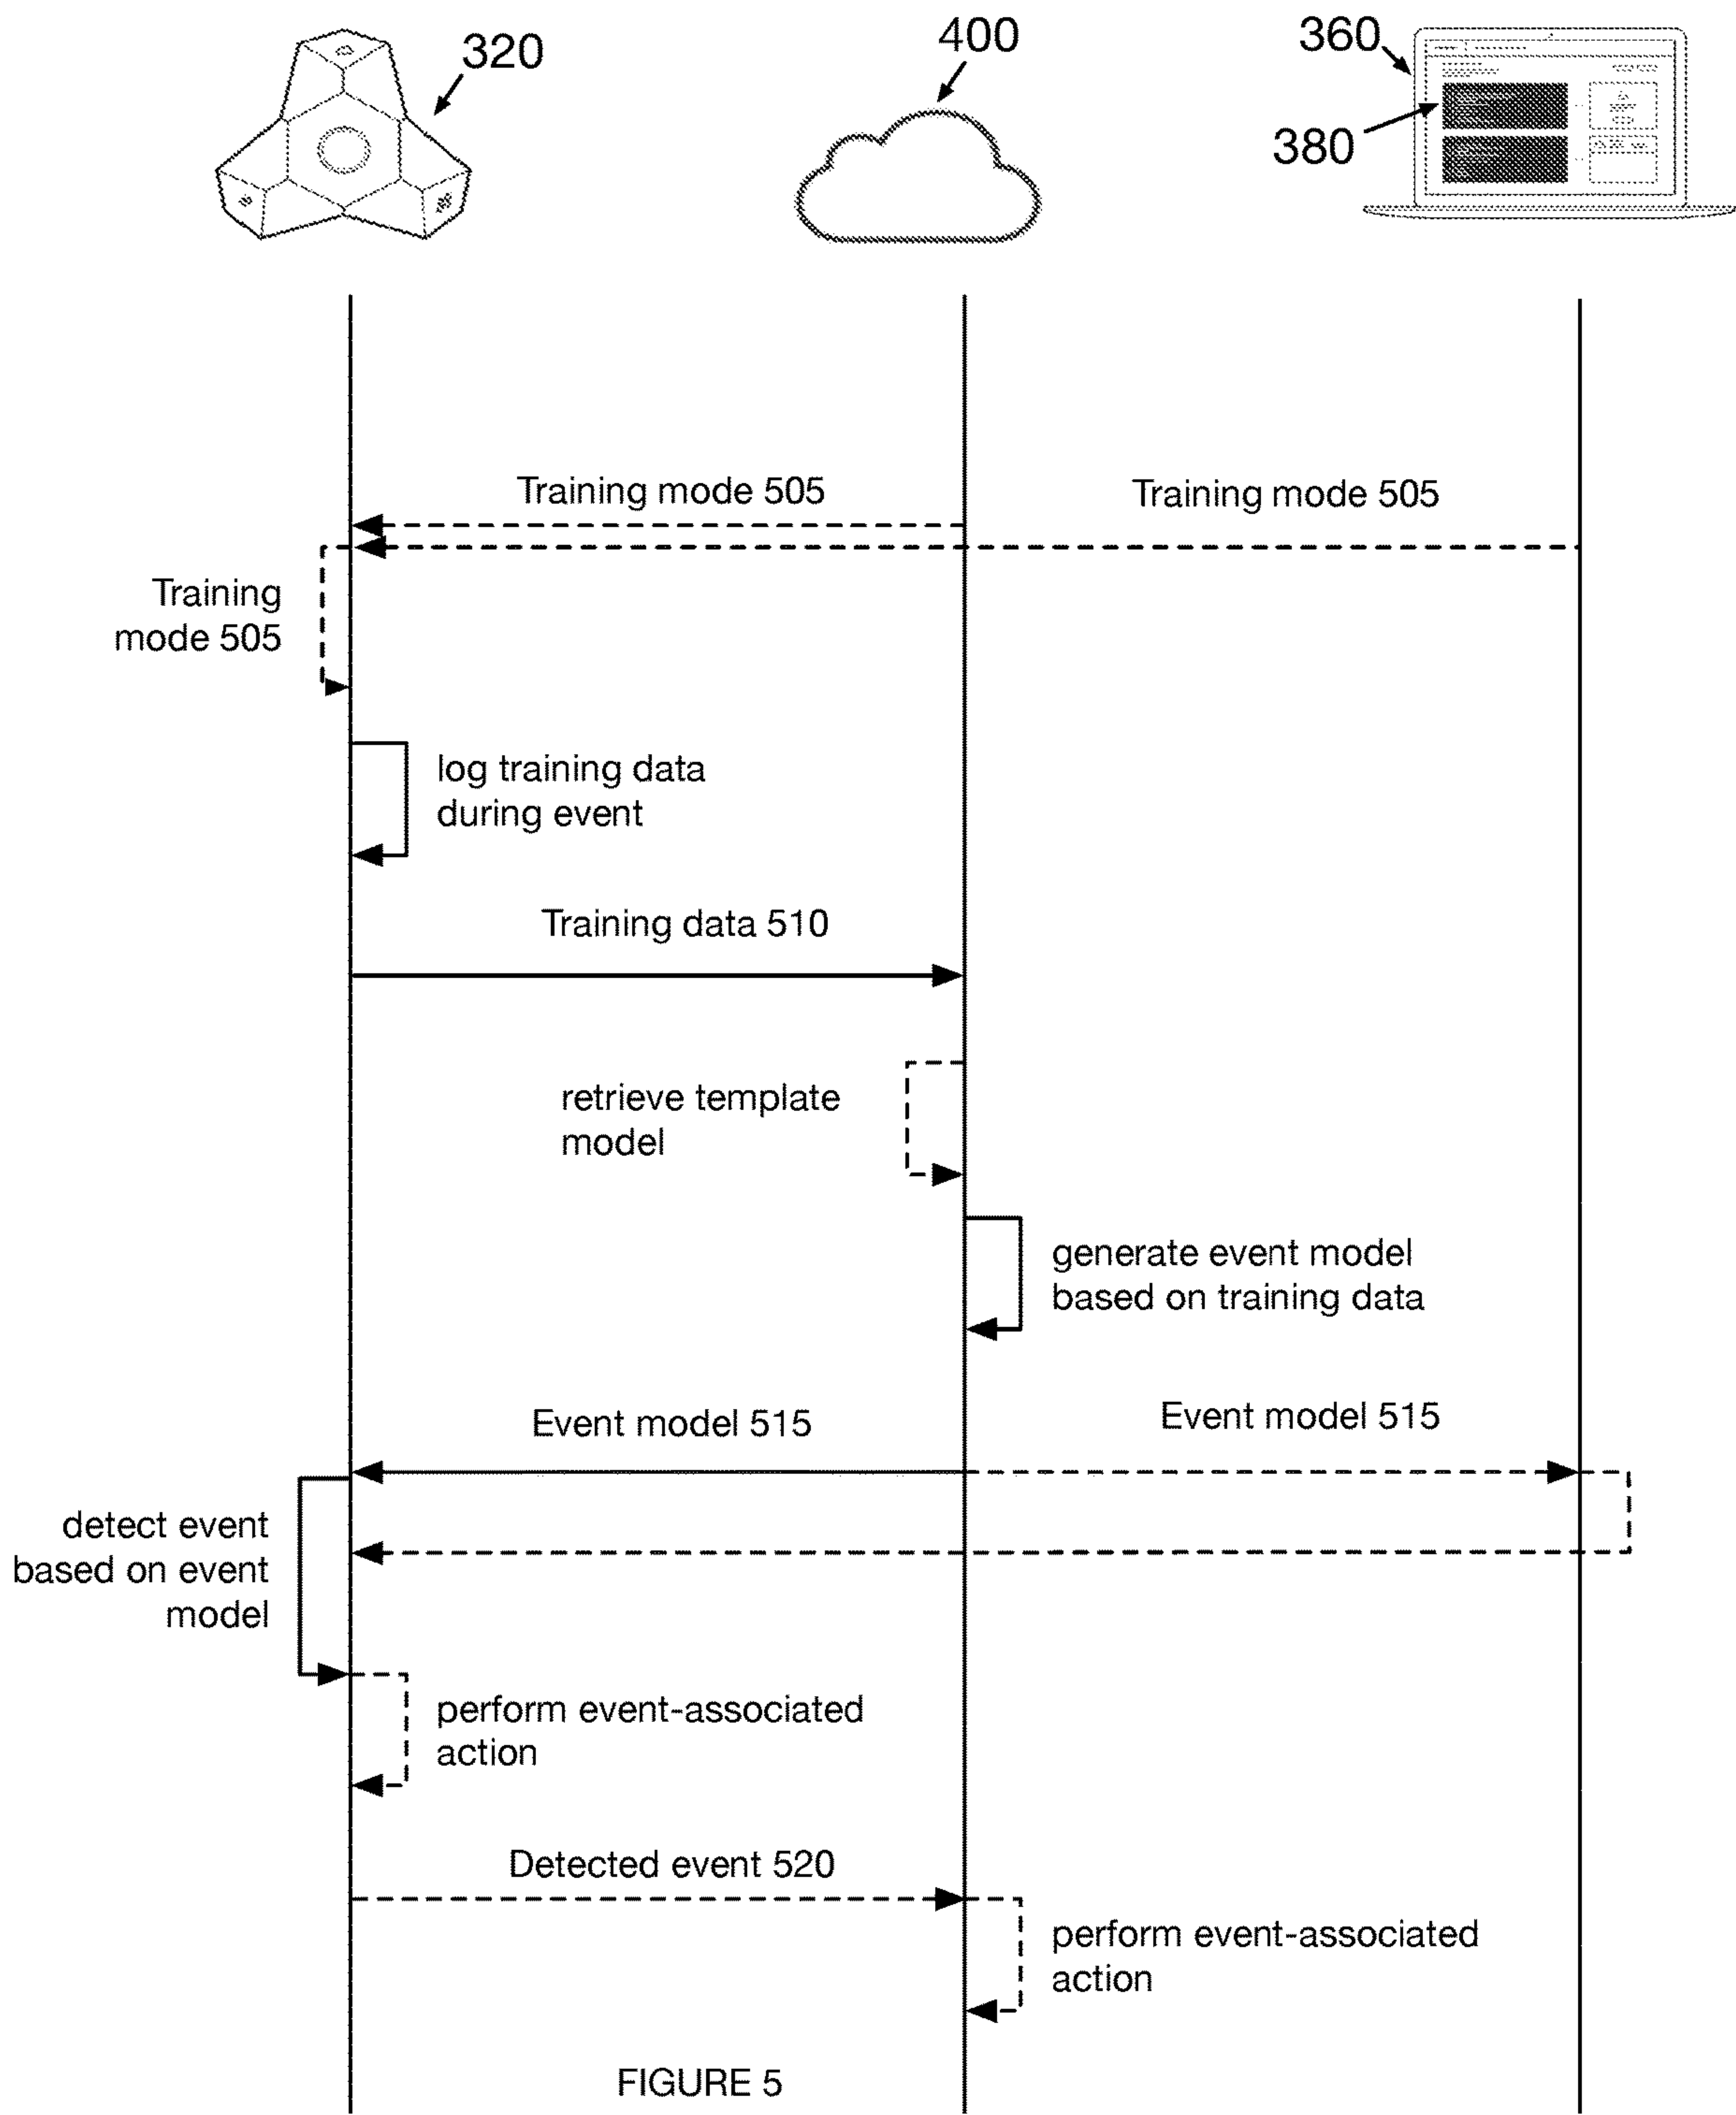 320
400
360
380
Training mode 505
Training mode 505
Training
mode 505
log training data
during event
Training data 510
retrieve template
model
generate event model
based on training data
Event model 515
Event model 515
detect event
based on event
model
perform event-associated
action
Detected event 520
perform event-associated
action
FIGURE 5